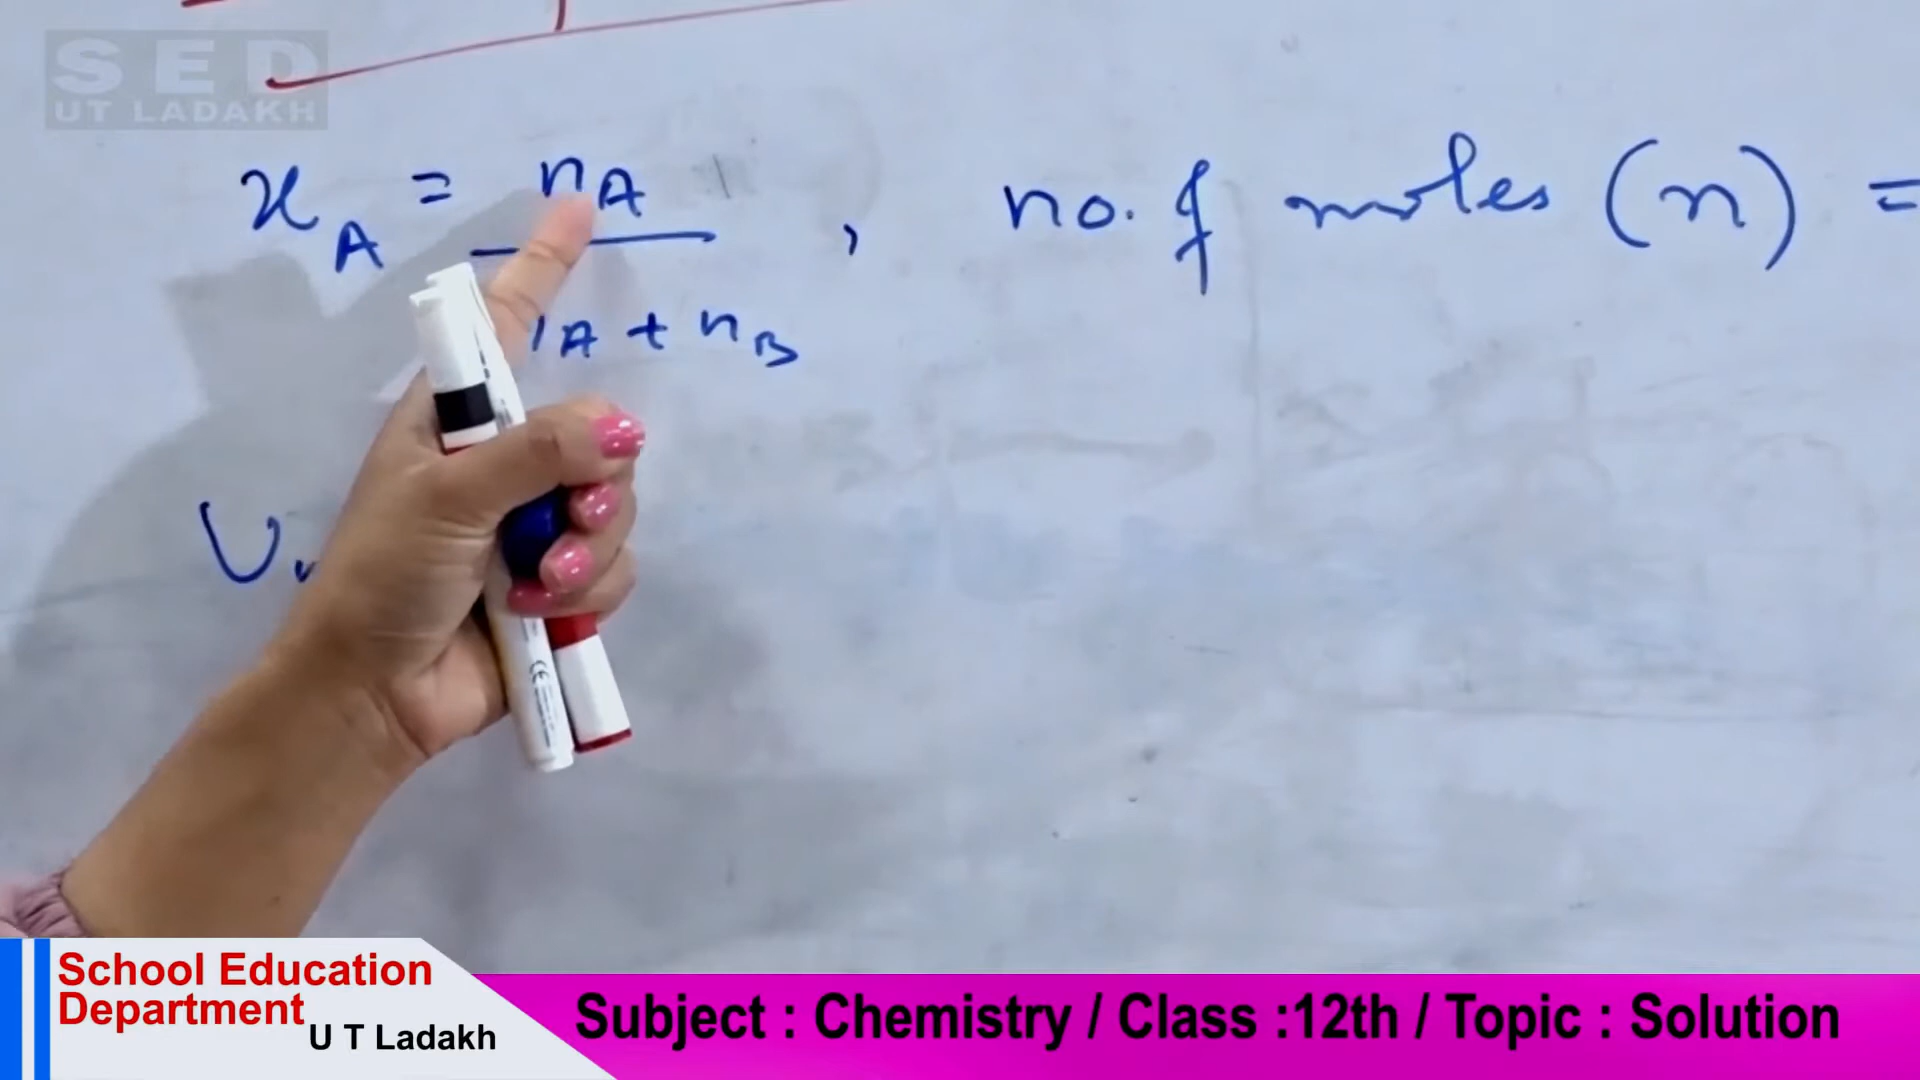 SED
UT LADAKH
x_A = n_A / n_A + n_B , no. of moles (n) =
School Education
Department
U T Ladakh
Subject : Chemistry / Class :12th / Topic : Solution